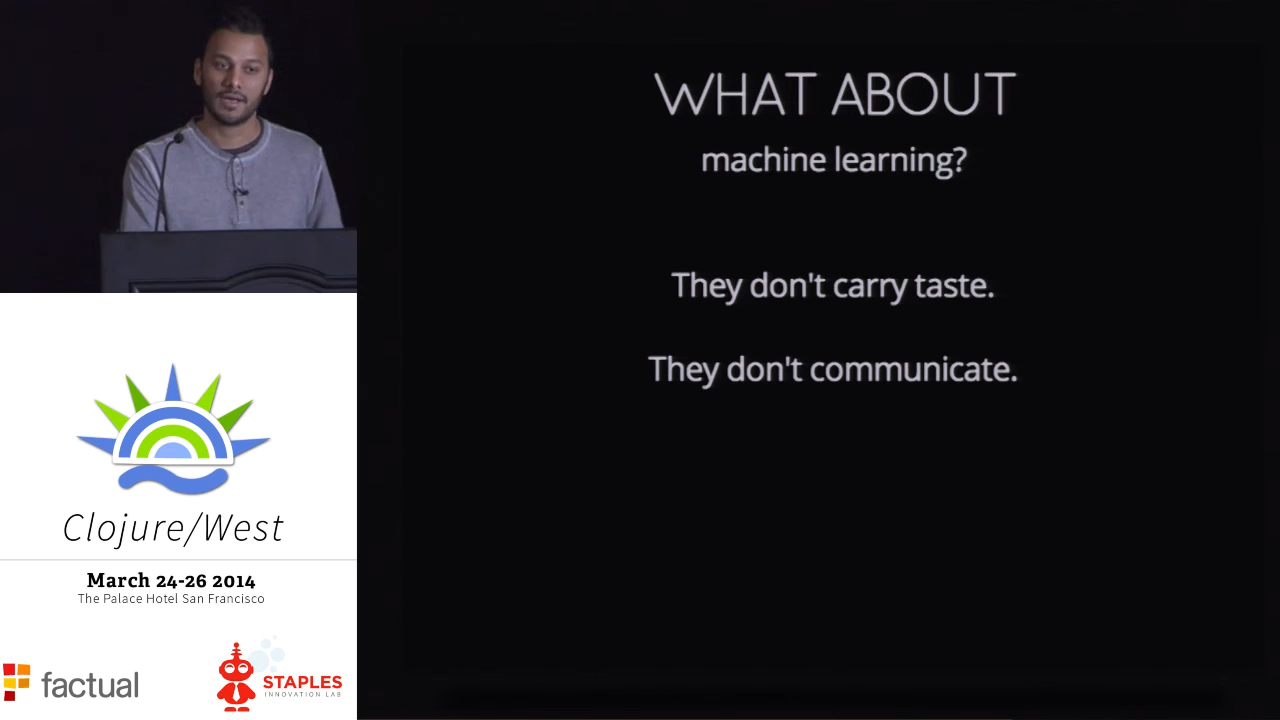 WHAT ABOUT
machine learning?
They don't carry taste.
They don't communicate.
Clojure/West
March 24-26 2014
The Palace Hotel San Francisco
factual
STAPLES
INNOVATION LAB